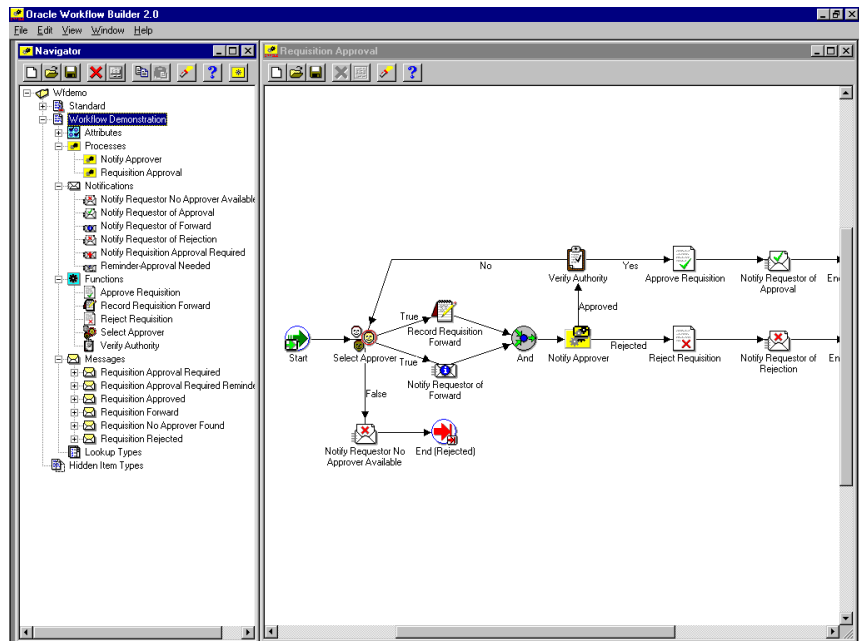 Oracle Workflow Builder 2.0
File Edit View Window Help
Navigator
Wfdemo
Standard
Workflow Demonstration
Attributes
Processes
Notify Approver
Requisition Approval
Notifications
Notify Requestor No Approver Available
Notify Requestor of Approval
Notify Requestor of Forward
Notify Requestor of Rejection
Notify Requisition Approval Required
Reminder-Approval Needed
Functions
Approve Requisition
Record Requisition Forward
Reject Requisition
Select Approver
Verify Authority
Messages
Requisition Approval Required
Requisition Approval Required Reminde
Requisition Approved
Requisition Forward
Requisition No Approver Found
Requisition Rejected
Lookup Types
Hidden Item Types
Requisition Approval
No
Verify Authority
Yes
Approve Requisition
Notify Requestor of
Approval
En
Approved
True
Record Requisition
Forward
Start
Select Approver
True
And
Notify Approver
Rejected
Reject Requisition
Notify Requestor of
Rejection
En
Notify Requestor of
Forward
False
Notify Requestor No
Approver Available
End (Rejected)